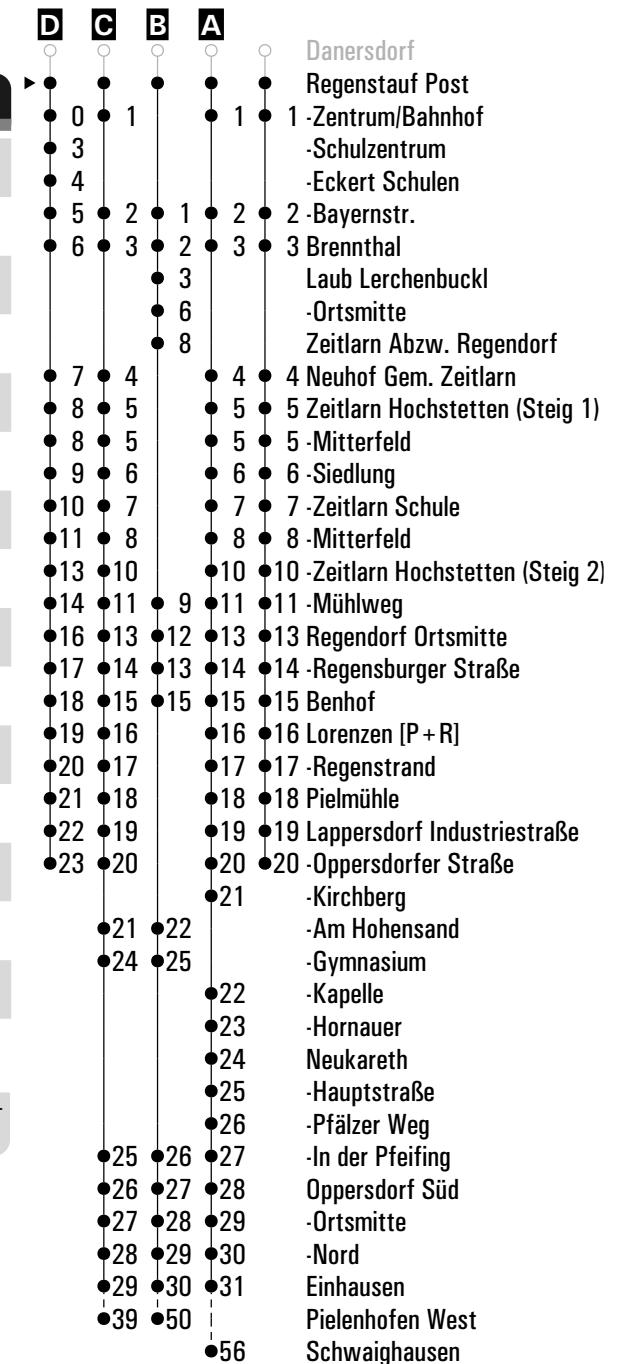 D C B A
Danersdorf
Regenstauf Post
0 1 1 1 -Zentrum/Bahnhof
3 -Schulzentrum
4 -Eckert Schulen
5 2 1 2 2 -Bayernstr.
6 3 2 3 3 Brennthal
3 Laub Lerchenbuckl
6 -Ortsmitte
8 Zeitlarn Abzw. Regendorf
7 4 4 4 Neuhof Gem. Zeitlarn
8 5 5 5 Zeitlarn Hochstetten (Steig 1)
8 5 5 5 -Mitterfeld
9 6 6 6 -Siedlung
10 7 7 7 -Zeitlarn Schule
11 8 8 8 -Mitterfeld
13 10 10 10 -Zeitlarn Hochstetten (Steig 2)
14 11 9 11 11 -Mühlweg
16 13 12 13 13 Regendorf Ortsmitte
17 14 13 14 14 -Regensburger Straße
18 15 15 15 15 Benhof
19 16 16 16 Lorenzen [P+R]
20 17 17 17 -Regenstrand
21 18 18 18 Pielmühle
22 19 19 19 Lappersdorf Industriestraße
23 20 20 20 -Oppersdorfer Straße
21 -Kirchberg
21 22 -Am Hohensand
24 25 -Gymnasium
22 -Kapelle
23 -Hornauer
24 Neukareth
25 -Hauptstraße
26 -Pfälzer Weg
25 26 27 -In der Pfeifing
26 27 28 Oppersdorf Süd
27 28 29 -Ortsmitte
28 29 30 -Nord
29 30 31 Einhausen
39 50 Pielenhofen West
56 Schwaighausen